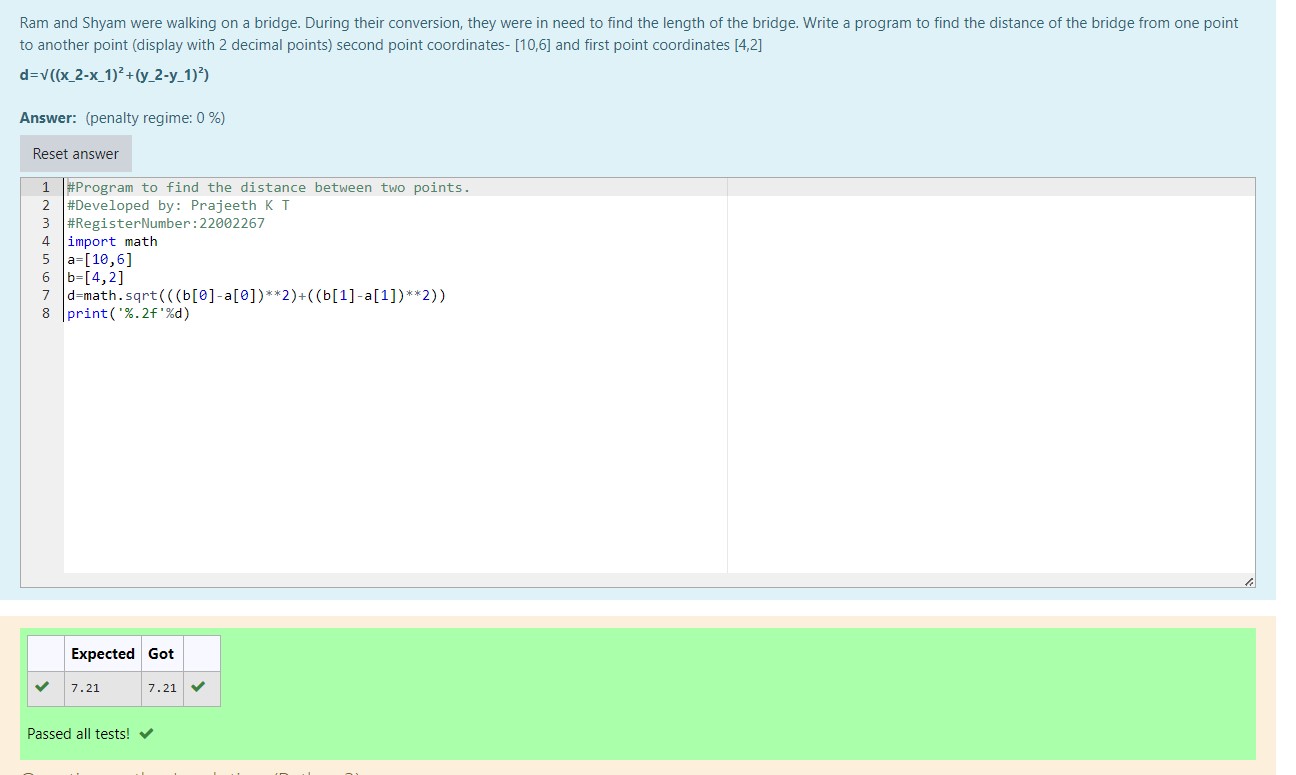 Ram and Shyam were walking on a bridge. During their conversion, they were in need to find the length of the bridge. Write a program to find the distance of the bridge from one point
to another point (display with 2 decimal points) second point coordinates- [10,6] and first point coordinates [4,2]
d=√((x_2-x_1)²+(y_2-y_1)²)
Answer: (penalty regime: 0 %)
Reset answer
1 #Program to find the distance between two points.
2 #Developed by: Prajeeth K T
3 #RegisterNumber:22002267
4 import math
5 a=[10,6]
6 b=[4,2]
7 d=math.sqrt(((b[0]-a[0])**2)+((b[1]-a[1])**2))
8 print('%.2f'%d)
Expected Got
7.21 7.21
Passed all tests!